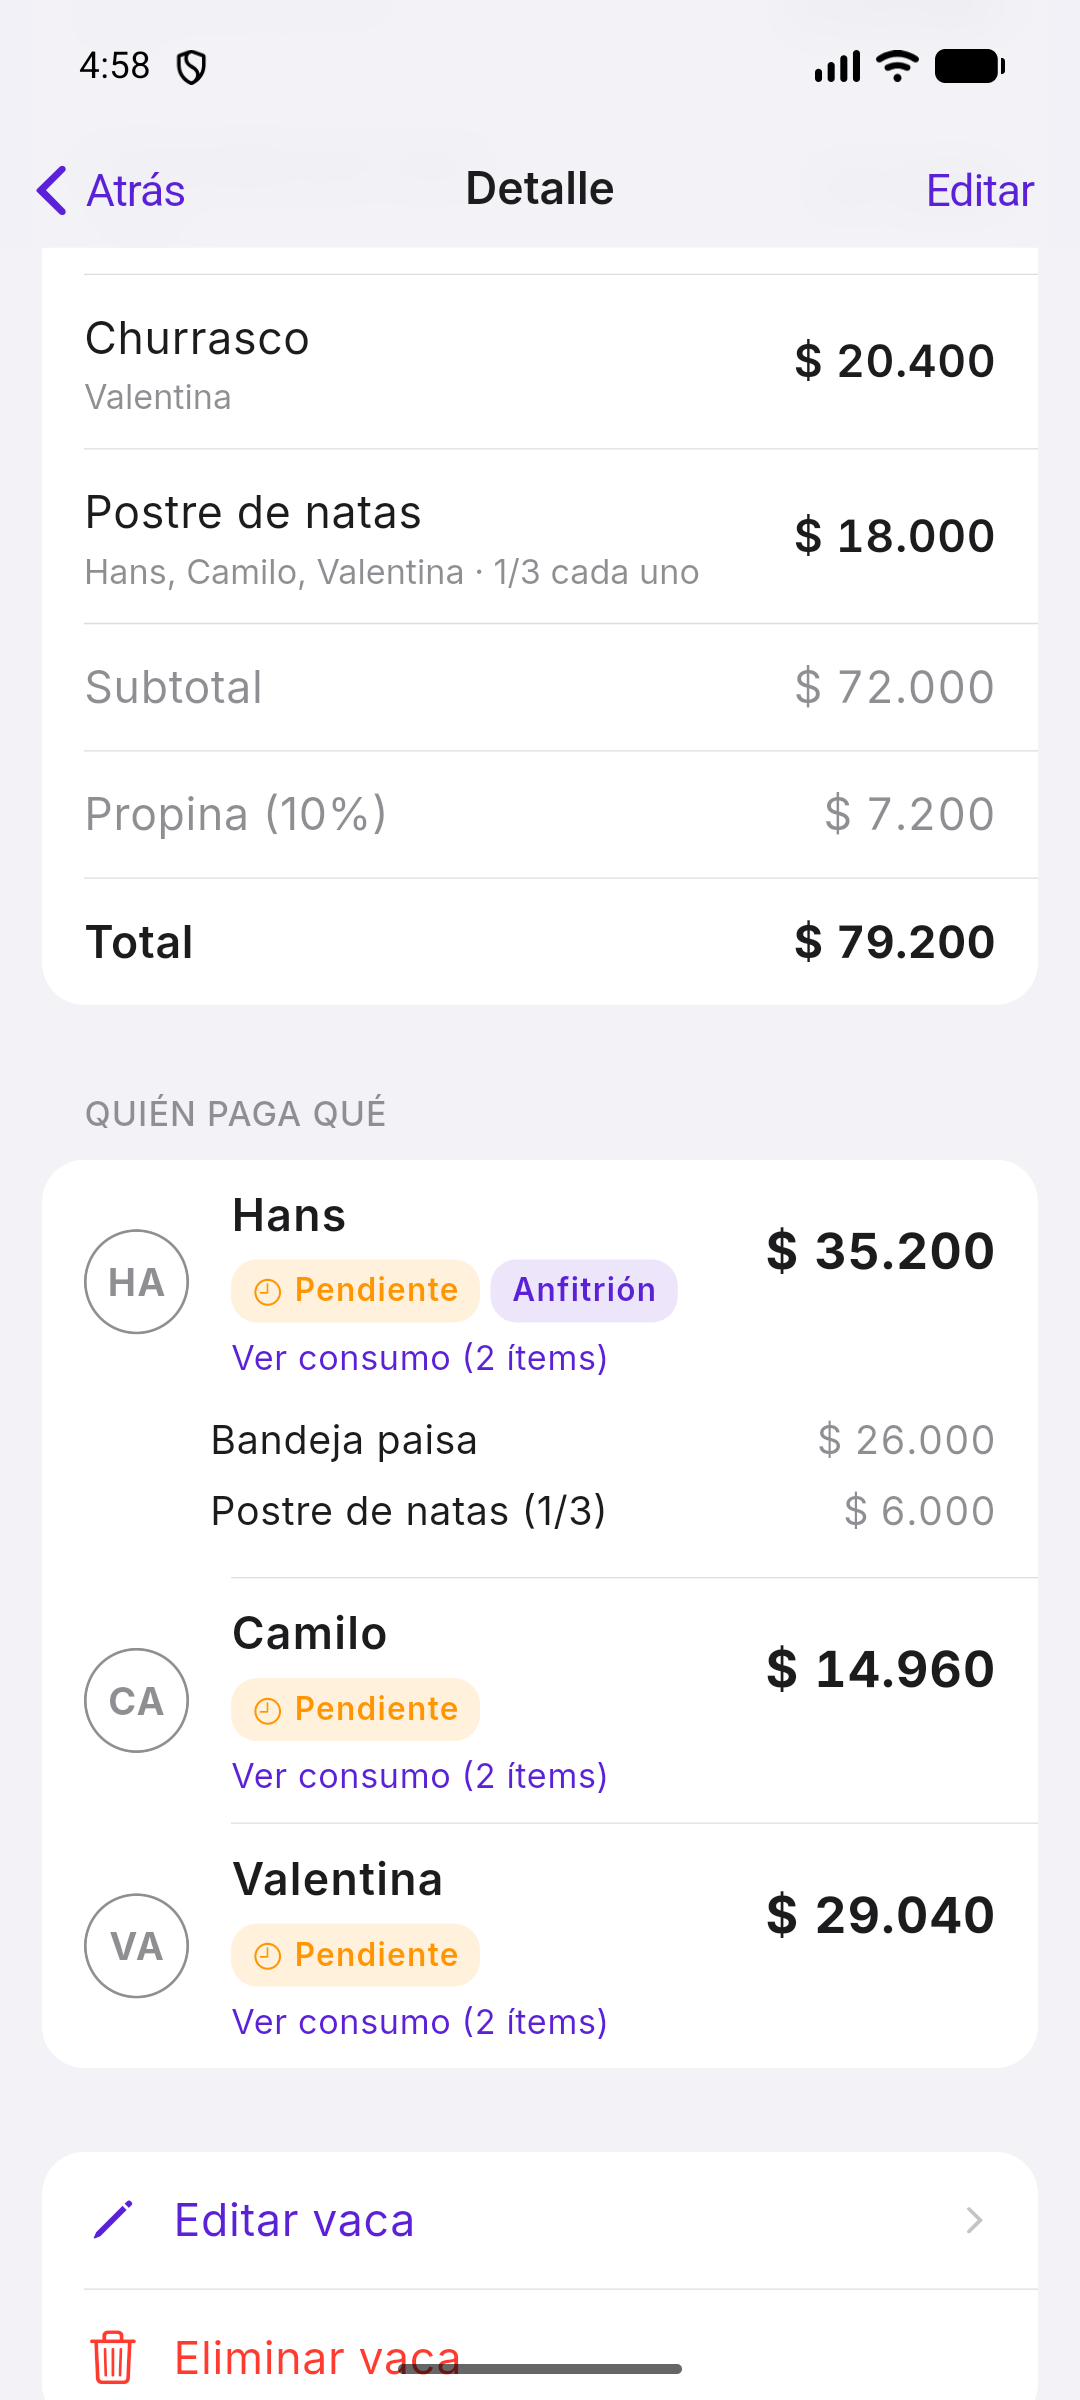 4:58
Atrás
Detalle
Editar
Churrasco
$ 20.400
Valentina
Postre de natas
$ 18.000
Hans, Camilo, Valentina · 1/3 cada uno
Subtotal
$ 72.000
Propina (10%)
$ 7.200
Total
$ 79.200
QUIÉN PAGA QUÉ
HA
Hans
$ 35.200
Pendiente
Anfitrión
Ver consumo (2 ítems)
Bandeja paisa
$ 26.000
Postre de natas (1/3)
$ 6.000
CA
Camilo
$ 14.960
Pendiente
Ver consumo (2 ítems)
VA
Valentina
$ 29.040
Pendiente
Ver consumo (2 ítems)
Editar vaca
Eliminar vaca